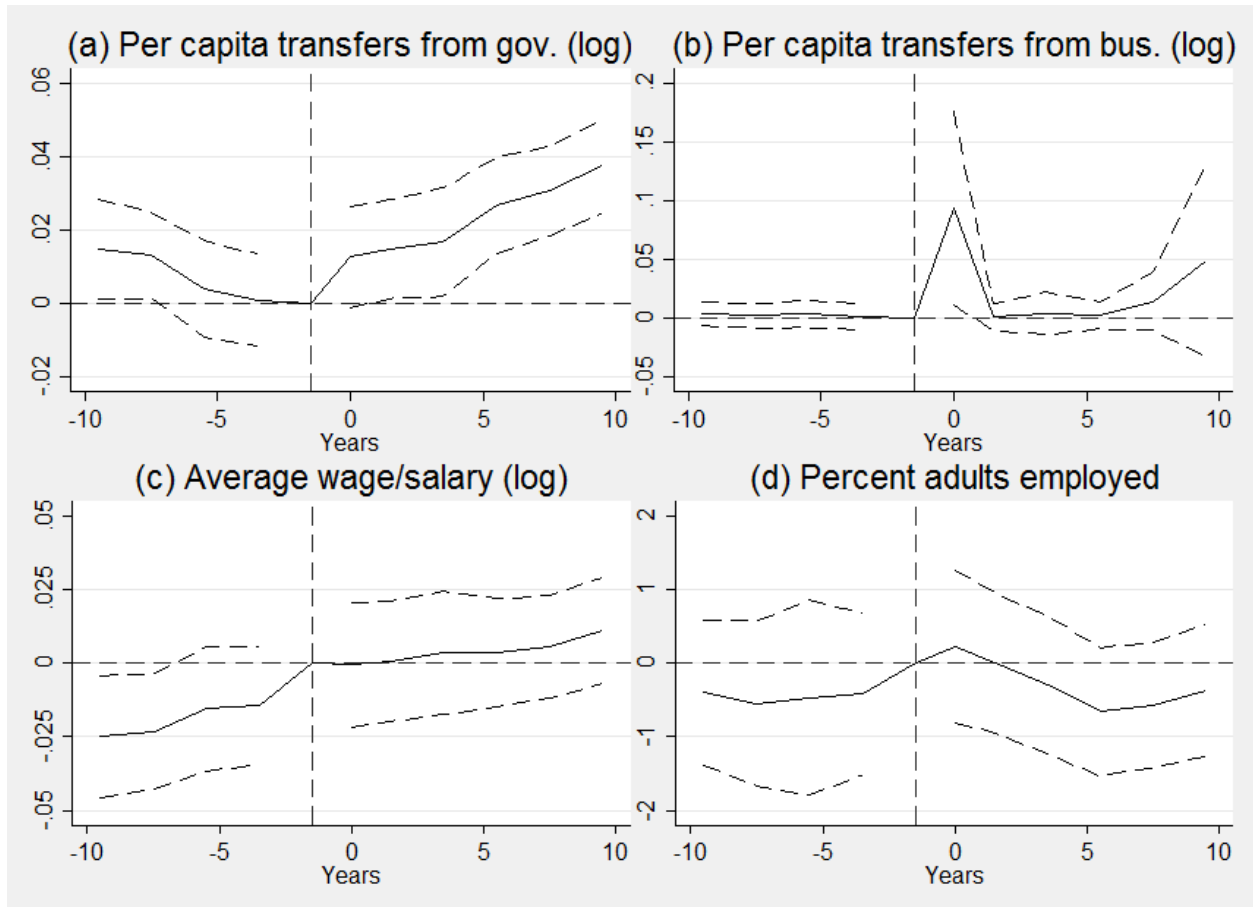 (a) Per capita transfers from gov. (log)
.06
.04
.02
0
-.02
-10 -5 0 5 10
Years
(b) Per capita transfers from bus. (log)
.2
.15
.1
.05
0
-.05
-10 -5 0 5 10
Years
(c) Average wage/salary (log)
.05
.025
0
-.025
-.05
-10 -5 0 5 10
Years
(d) Percent adults employed
2
1
0
-1
-2
-10 -5 0 5 10
Years